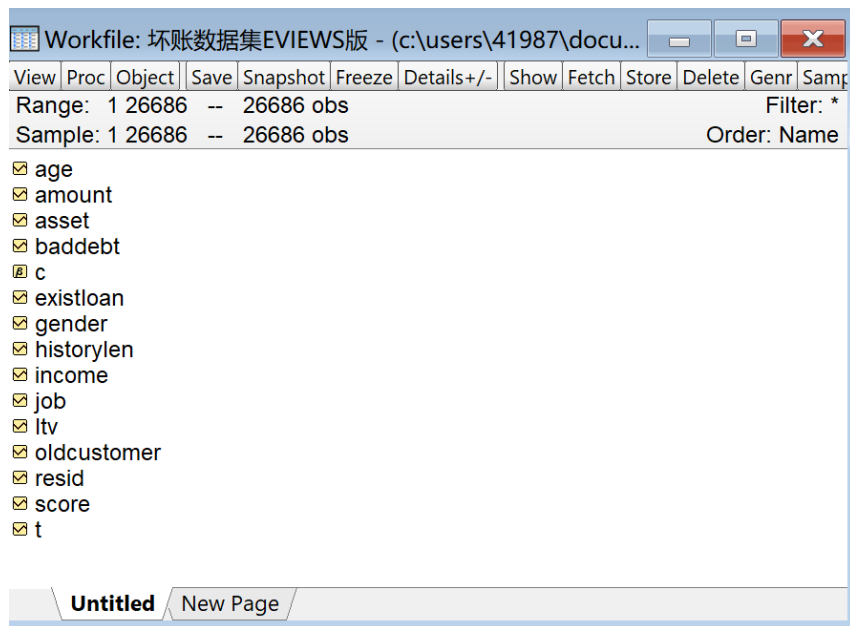 Workfile: 坏账数据集EVIEWS版 - (c:\users\41987\docu...
View Proc Object Save Snapshot Freeze Details+/- Show Fetch Store Delete Genr Samp
Range: 1 26686 -- 26686 obs Filter: *
Sample: 1 26686 -- 26686 obs Order: Name
age
amount
asset
baddebt
β c
existloan
gender
historylen
income
job
ltv
oldcustomer
resid
score
t
Untitled New Page